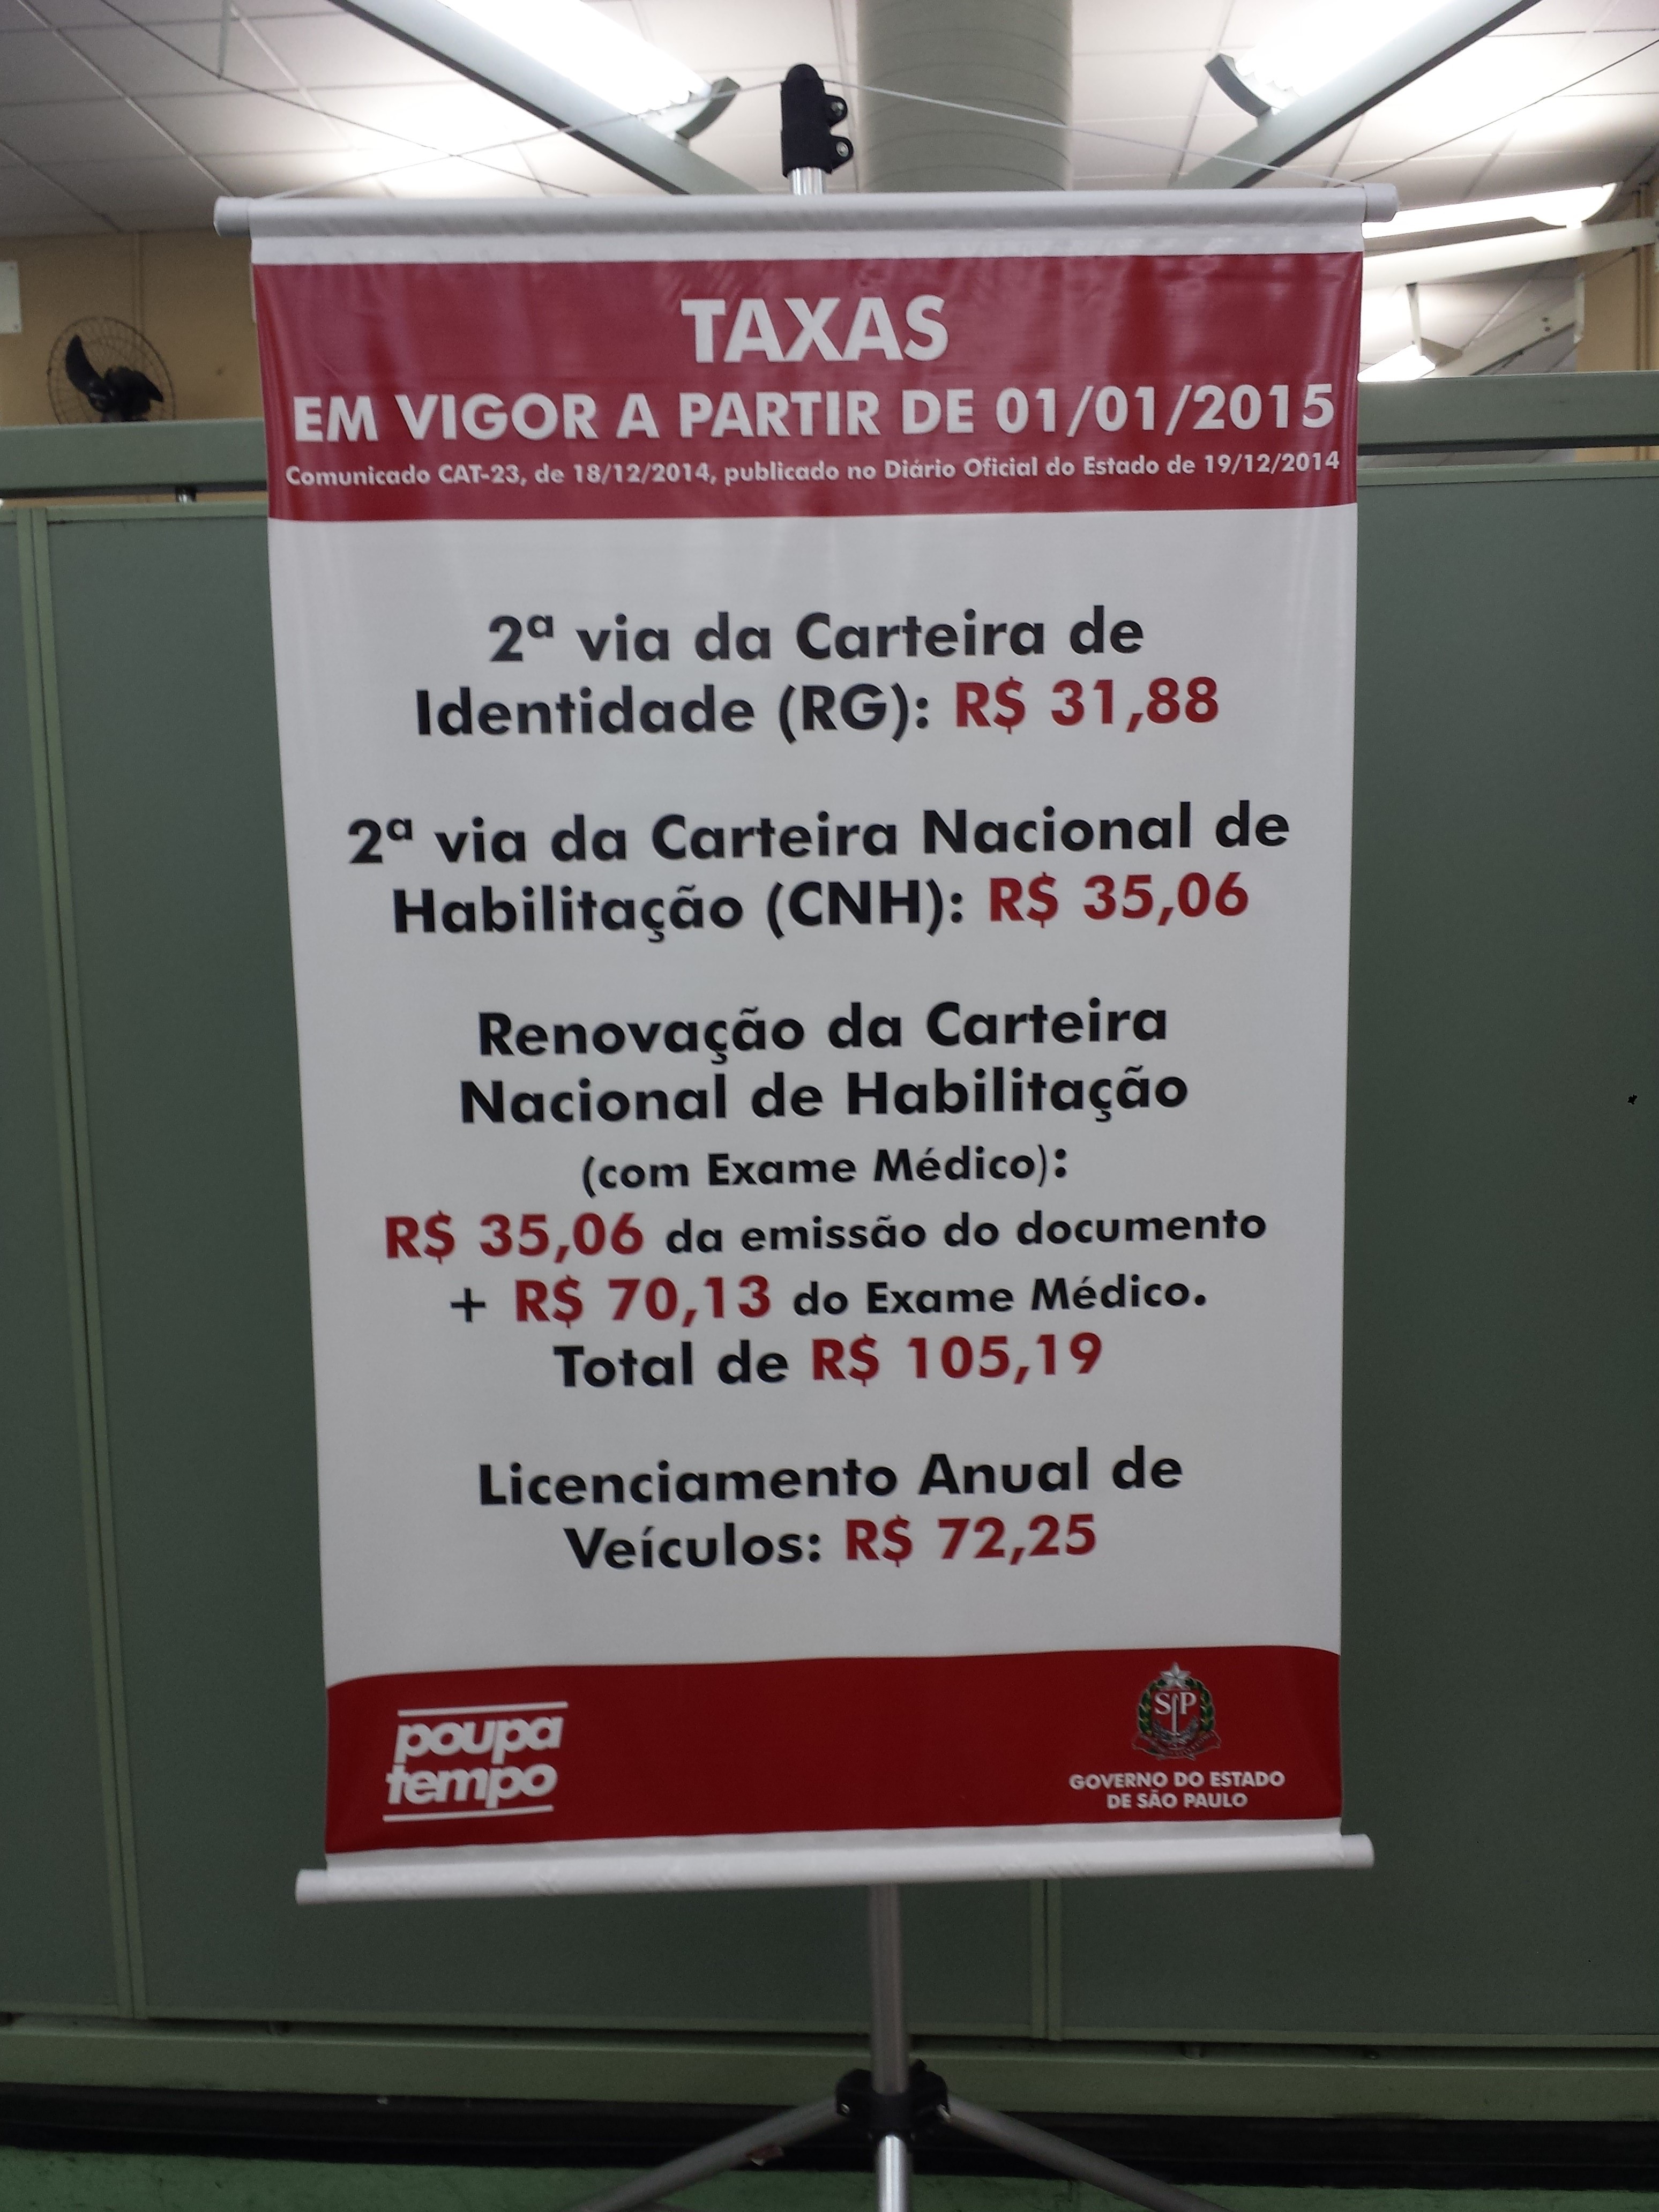 TAXAS
EM VIGOR A PARTIR DE 01/01/2015
Comunicado CAT-23, de 18/12/2014, publicado no Diário Oficial do Estado de 19/12/2014
2ª via da Carteira de
Identidade (RG): R$ 31,88
2ª via da Carteira Nacional de
Habilitação (CNH): R$ 35,06
Renovação da Carteira
Nacional de Habilitação
(com Exame Médico):
R$ 35,06 da emissão do documento
+ R$ 70,13 do Exame Médico.
Total de R$ 105,19
Licenciamento Anual de
Veículos: R$ 72,25
poupa
tempo
SP
GOVERNO DO ESTADO
DE SÃO PAULO